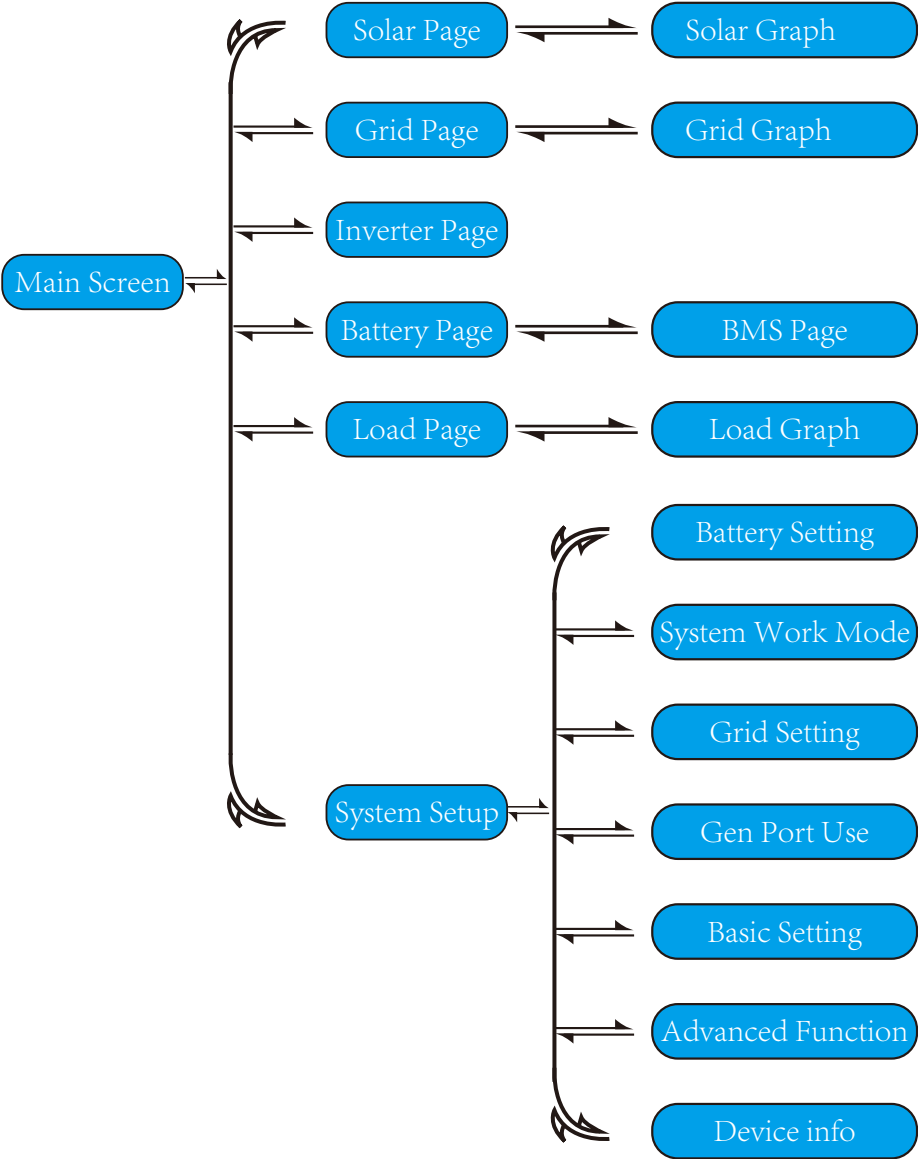 Solar Page
Solar Graph
Grid Page
Grid Graph
Inverter Page
Main Screen
Battery Page
BMS Page
Load Page
Load Graph
Battery Setting
System Work Mode
Grid Setting
System Setup
Gen Port Use
Basic Setting
Advanced Function
Device info